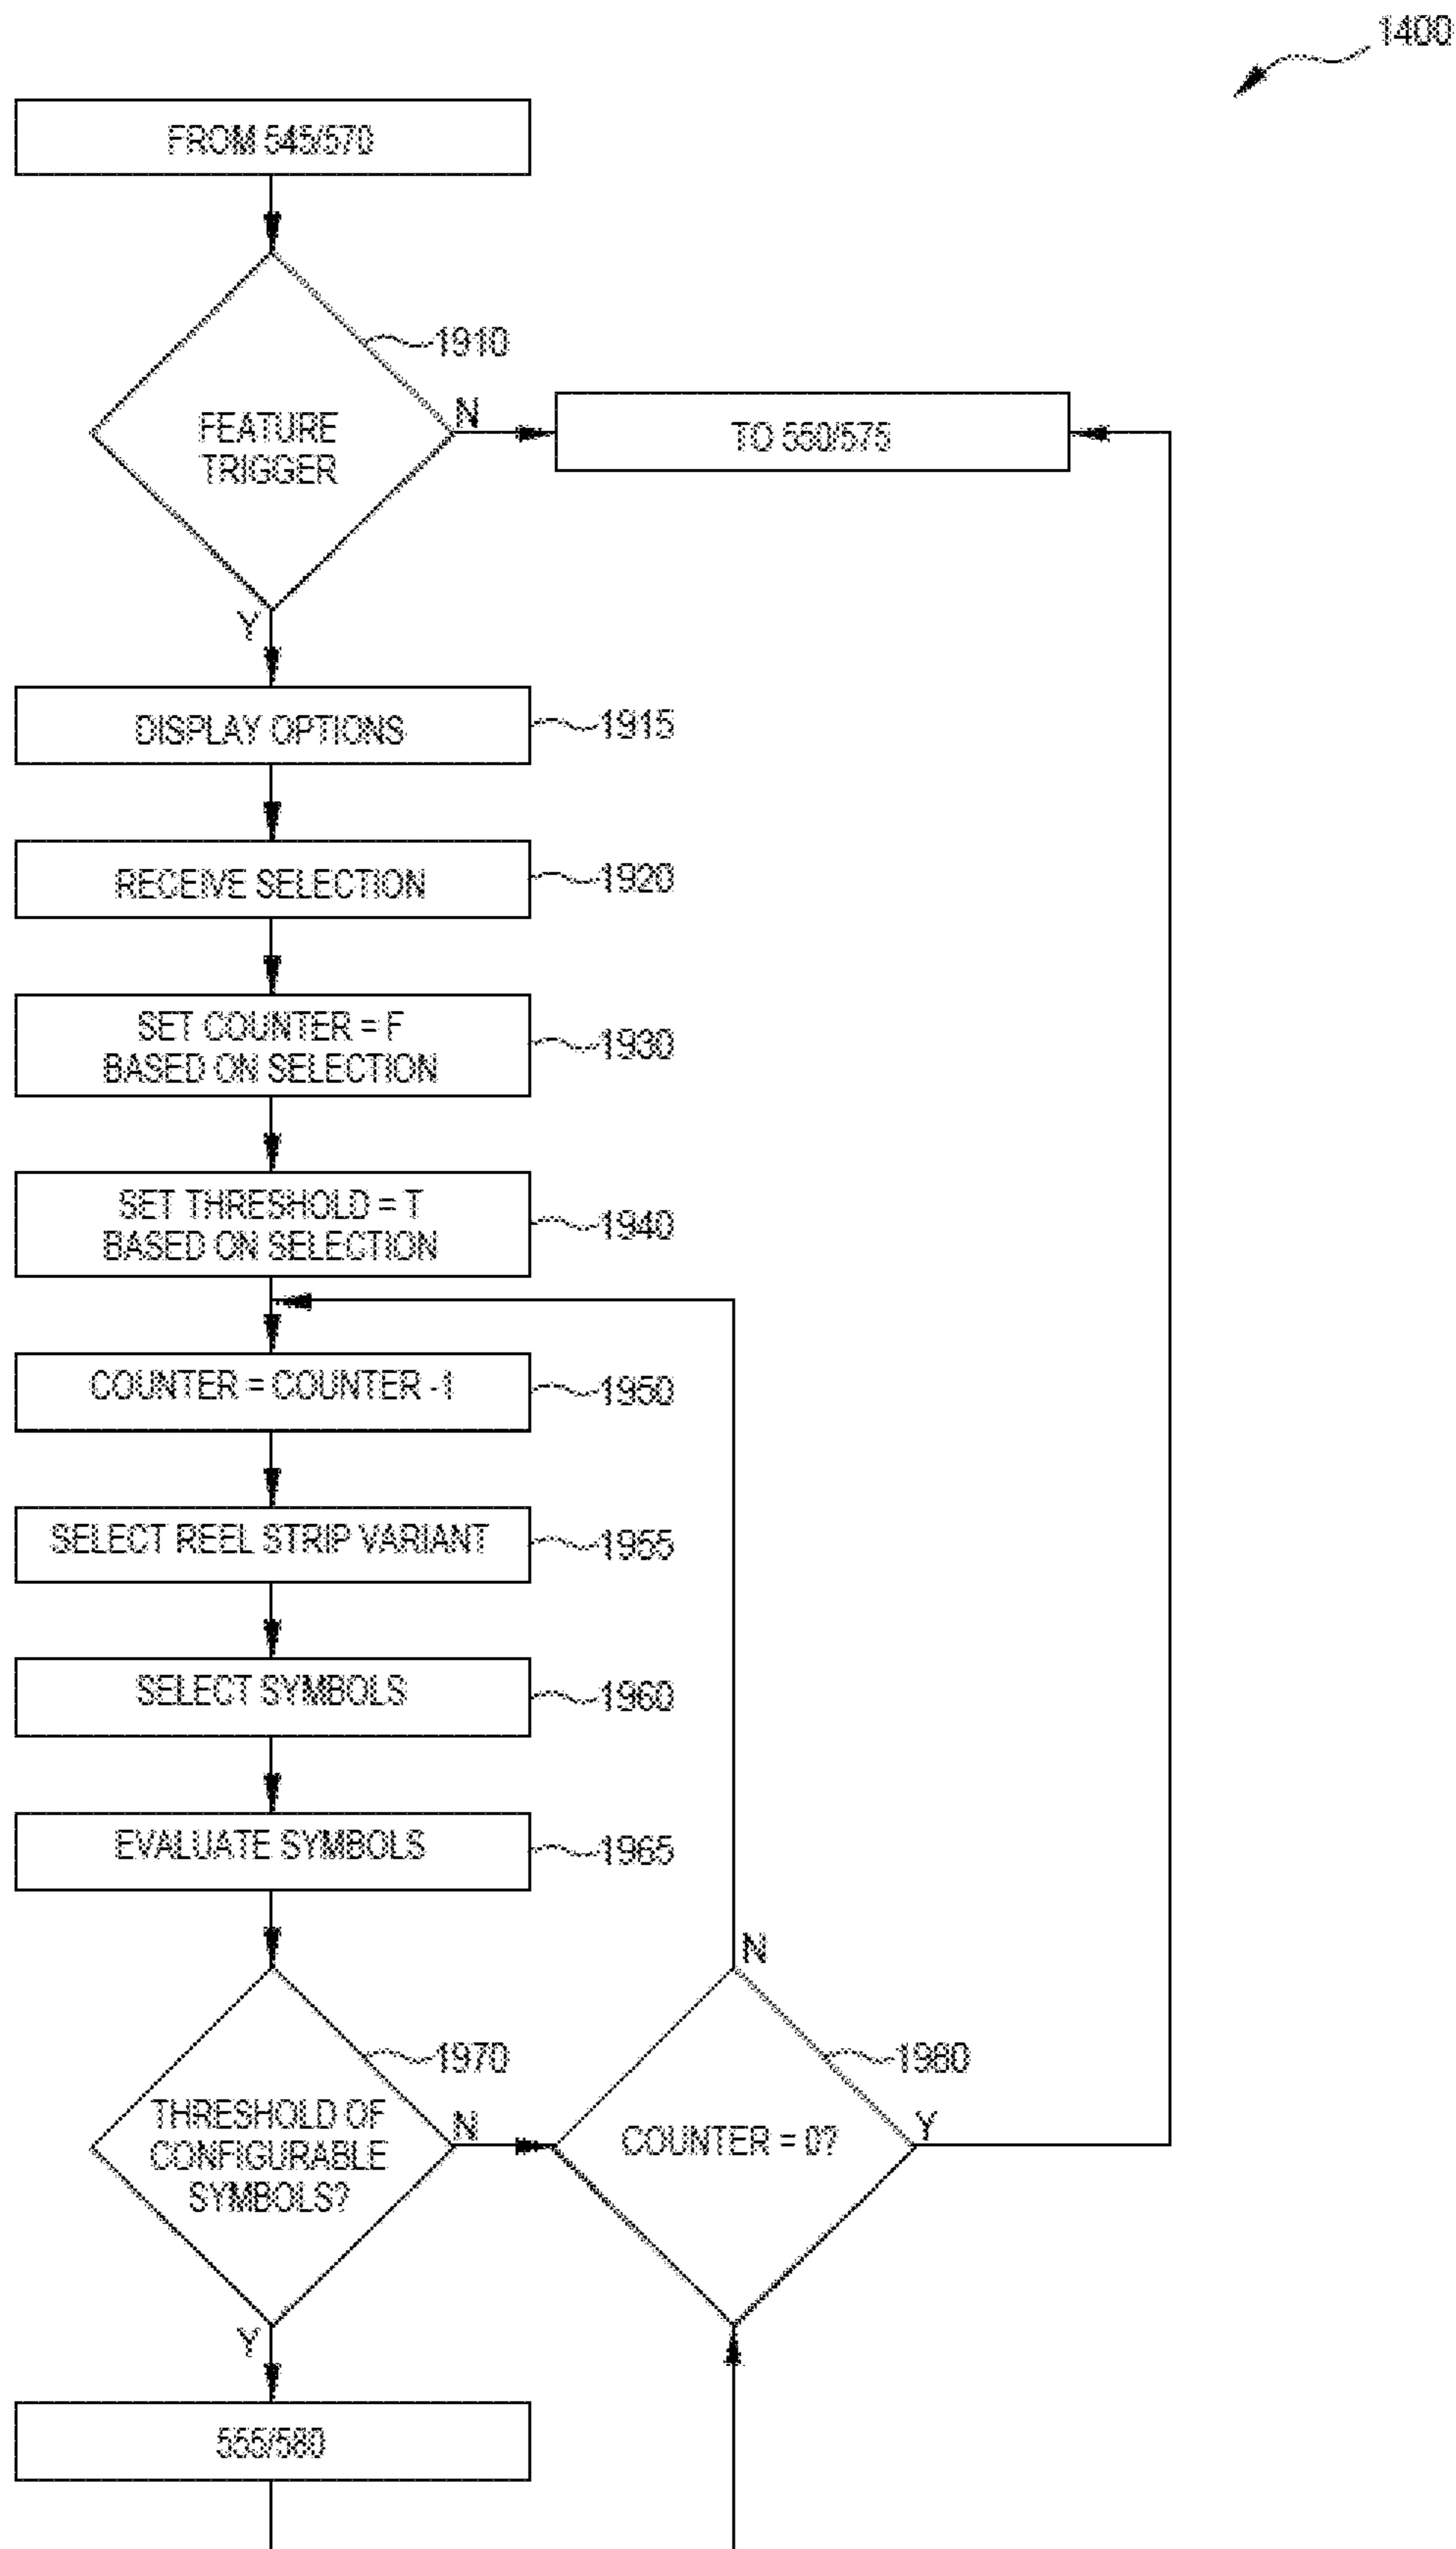 1400
FROM 545/570
1910
FEATURE
TRIGGER
N
TO 550/575
Y
DISPLAY OPTIONS
1915
RECEIVE SELECTION
1920
SET COUNTER = F
BASED ON SELECTION
1930
SET THRESHOLD = T
BASED ON SELECTION
1940
COUNTER = COUNTER -1
1950
SELECT REEL STRIP VARIANT
1955
SELECT SYMBOLS
1960
EVALUATE SYMBOLS
1965
N
1970
1980
THRESHOLD OF
CONFIGURABLE
SYMBOLS?
N
COUNTER = 0?
Y
Y
555/580